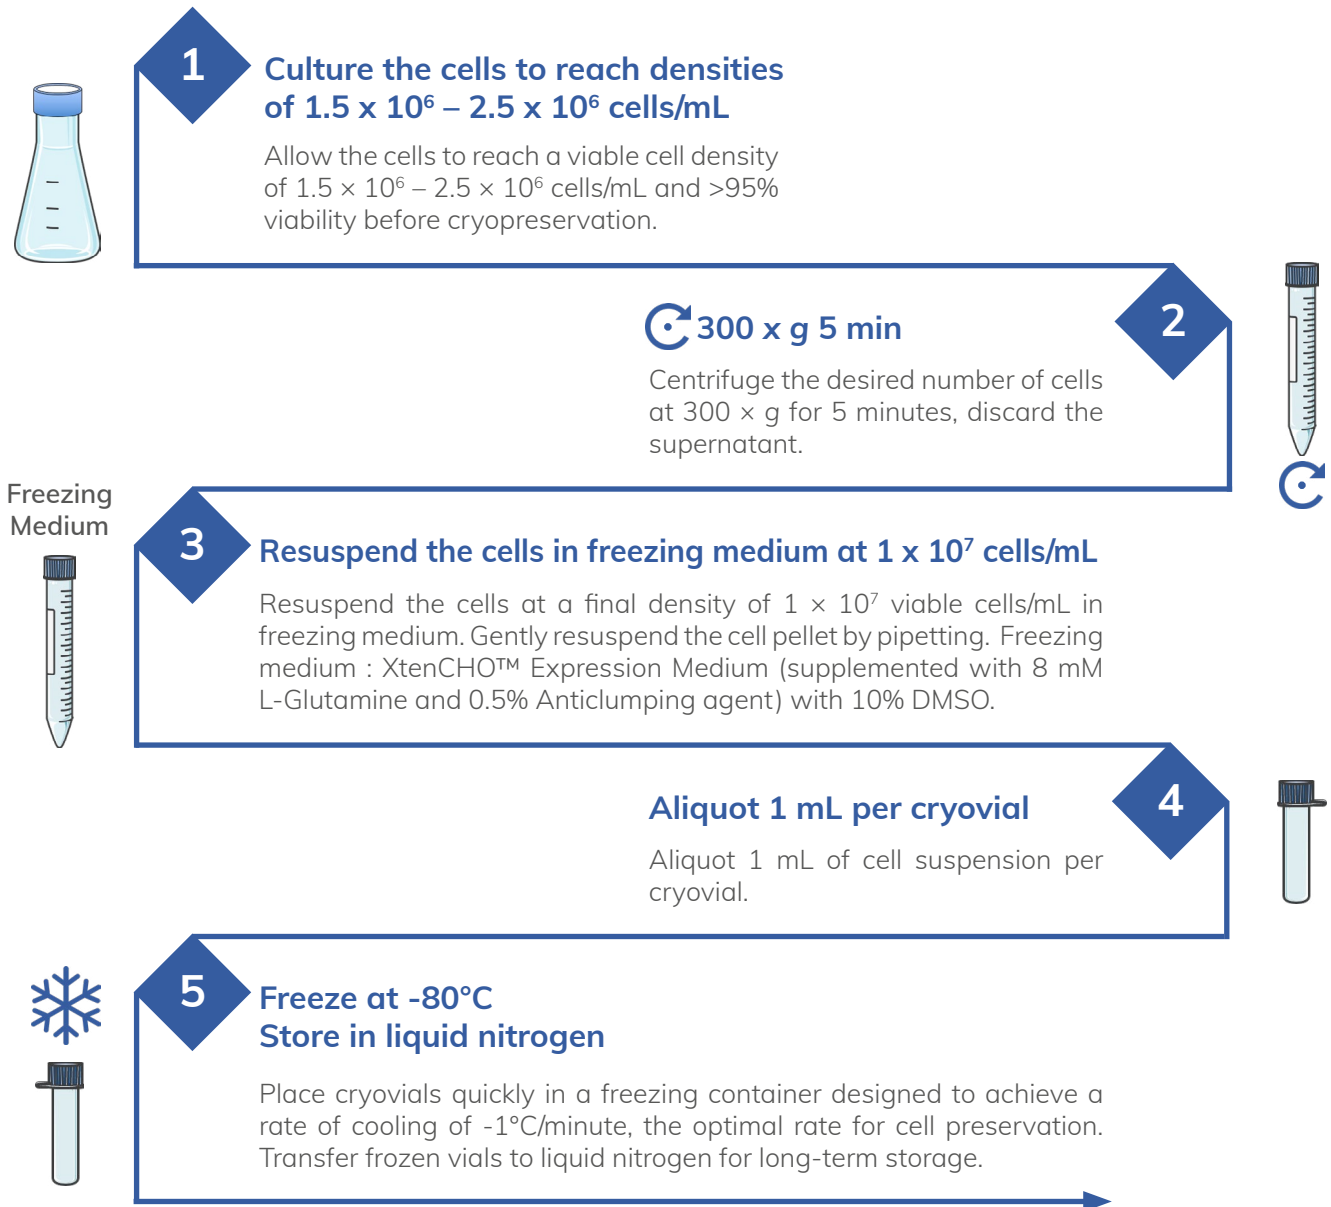 1
Culture the cells to reach densities
of 1.5 x 10⁶ – 2.5 x 10⁶ cells/mL
Allow the cells to reach a viable cell density
of 1.5 × 10⁶ – 2.5 × 10⁶ cells/mL and >95%
viability before cryopreservation.
2
300 x g 5 min
Centrifuge the desired number of cells
at 300 × g for 5 minutes, discard the
supernatant.
Freezing
Medium
3
Resuspend the cells in freezing medium at 1 x 10⁷ cells/mL
Resuspend the cells at a final density of 1 × 10⁷ viable cells/mL in
freezing medium. Gently resuspend the cell pellet by pipetting. Freezing
medium : XtenCHO™ Expression Medium (supplemented with 8 mM
L-Glutamine and 0.5% Anticlumping agent) with 10% DMSO.
4
Aliquot 1 mL per cryovial
Aliquot 1 mL of cell suspension per
cryovial.
5
Freeze at -80°C
Store in liquid nitrogen
Place cryovials quickly in a freezing container designed to achieve a
rate of cooling of -1°C/minute, the optimal rate for cell preservation.
Transfer frozen vials to liquid nitrogen for long-term storage.